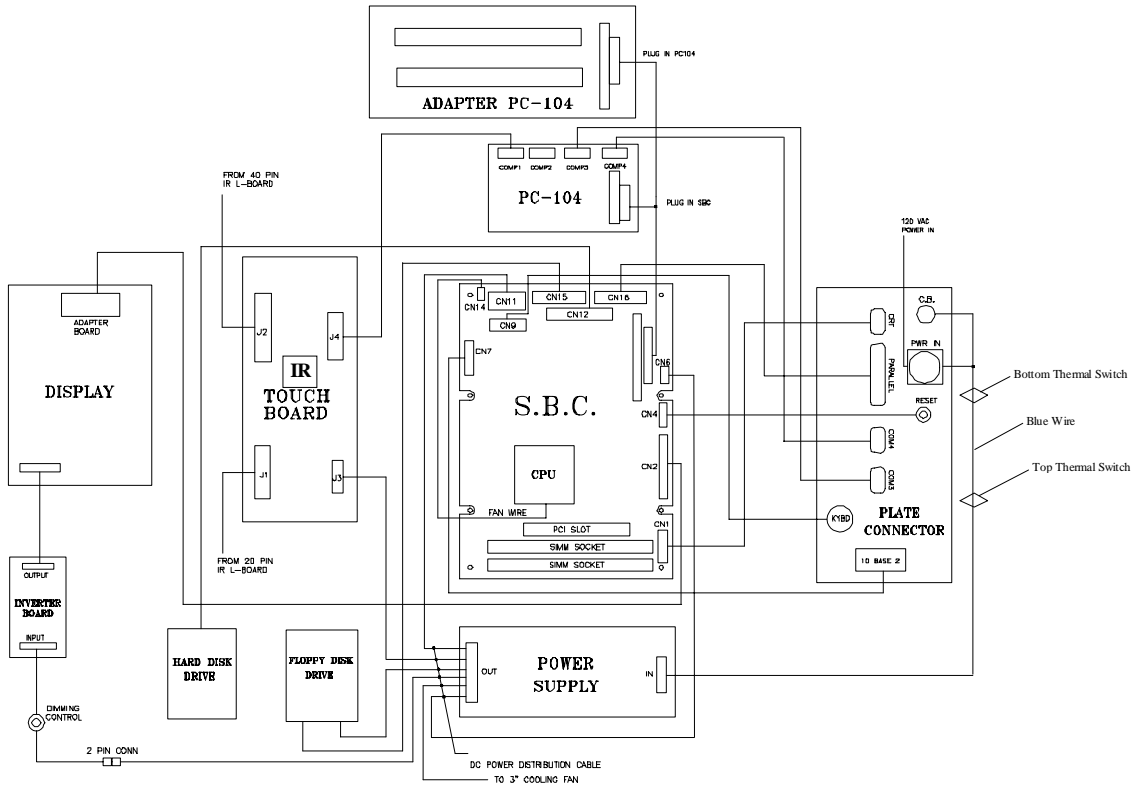 PLUG IN PC104
ADAPTER PC-104
COMP1
COMP2
COMP3
COMP4
PC-104
PLUG IN SBC
FROM 40 PIN
IR L-BOARD
120 VAC
POWER IN
ADAPTER
BOARD
DISPLAY
J2
J4
IR
TOUCH
BOARD
J1
J3
FROM 20 PIN
IR L-BOARD
CN14
CN11
CN15
CN16
CN12
CN9
CN7
CN6
S.B.C.
CN4
CN2
CPU
FAN WIRE
PCI SLOT
CN1
SIMM SOCKET
SIMM SOCKET
C.B.
CRT
PWR IN
PARALLEL
RESET
COM4
COM3
PLATE
CONNECTOR
KYBD
10 BASE 2
Bottom Thermal Switch
Blue Wire
Top Thermal Switch
OUTPUT
INVERTER
BOARD
INPUT
HARD DISK
DRIVE
FLOPPY DISK
DRIVE
OUT
POWER
SUPPLY
IN
DIMMING
CONTROL
2 PIN CONN
DC POWER DISTRIBUTION CABLE
TO 3" COOLING FAN